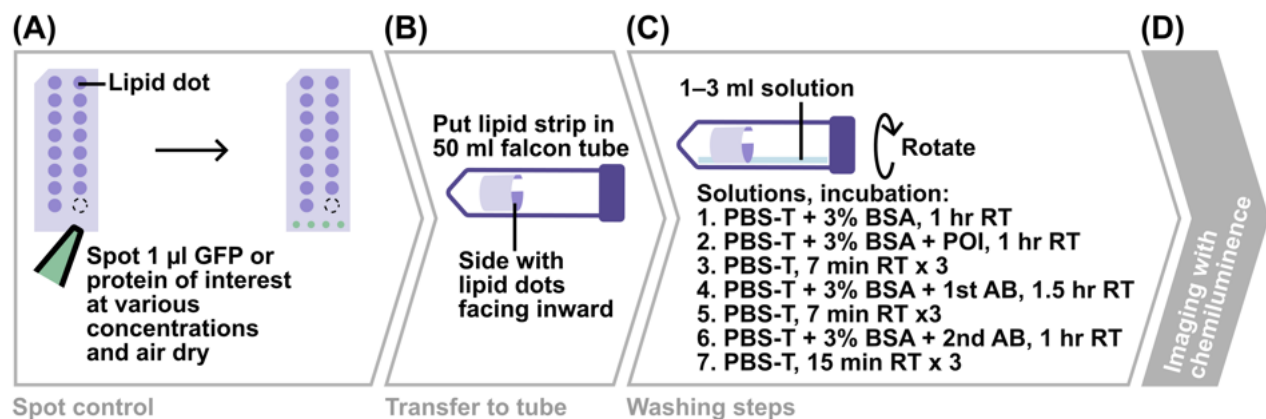 (A)
Lipid dot
Spot 1 µl GFP or
protein of interest
at various
concentrations
and air dry
Spot control
(B)
Put lipid strip in
50 ml falcon tube
Side with
lipid dots
facing inward
Transfer to tube
(C)
1–3 ml solution
Rotate
Solutions, incubation:
1. PBS-T + 3% BSA, 1 hr RT
2. PBS-T + 3% BSA + POI, 1 hr RT
3. PBS-T, 7 min RT x 3
4. PBS-T + 3% BSA + 1st AB, 1.5 hr RT
5. PBS-T, 7 min RT x3
6. PBS-T + 3% BSA + 2nd AB, 1 hr RT
7. PBS-T, 15 min RT x 3
Washing steps
(D)
Imaging with
chemiluminence